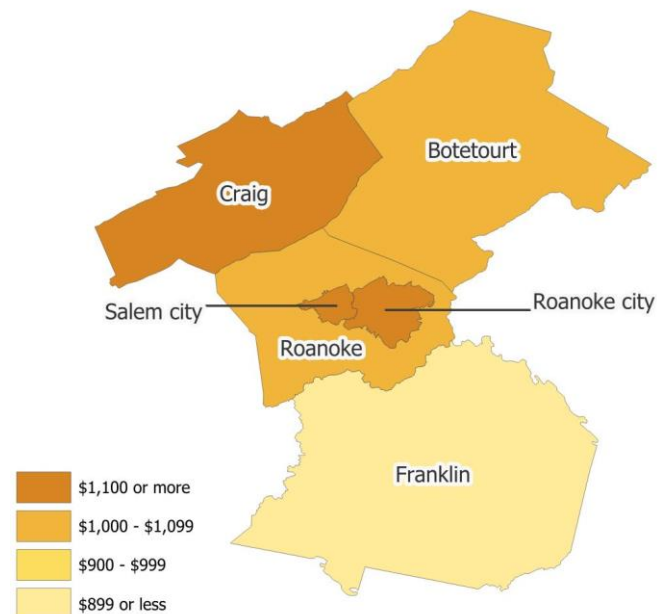 Botetourt
Craig
Salem city
Roanoke city
Roanoke
Franklin
$1,100 or more
$1,000 - $1,099
$900 - $999
$899 or less